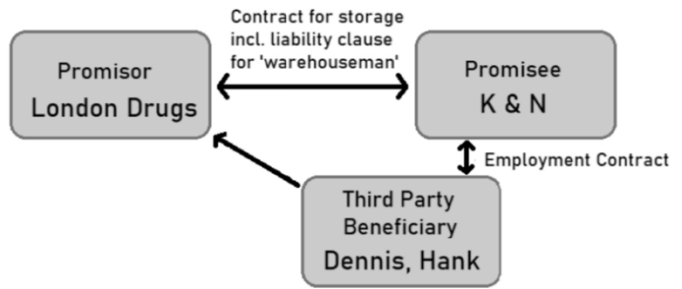 Contract for storage
incl. liability clause
for 'warehouseman'
Promisor
London Drugs
Promisee
K & N
Employment Contract
Third Party
Beneficiary
Dennis, Hank